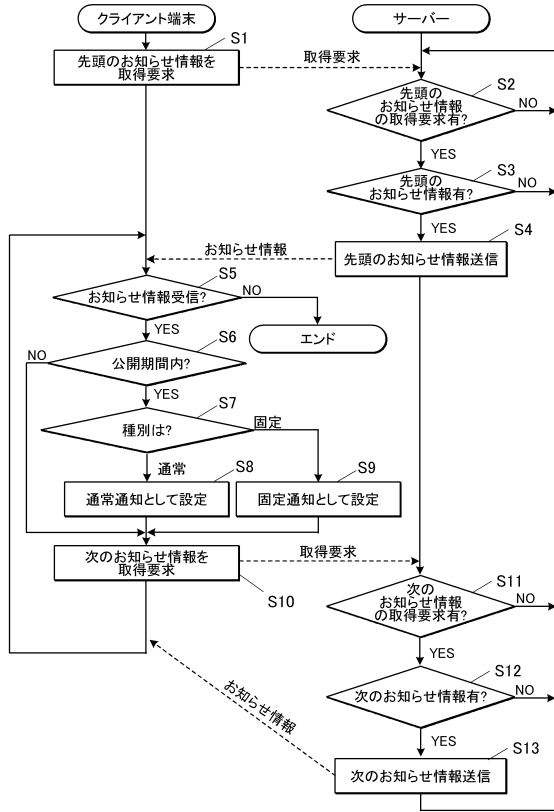 クライアント端末
サーバー
S1
先頭のお知らせ情報を
取得要求
取得要求
S2
先頭の
お知らせ情報
の取得要求有?
NO
YES
S3
先頭の
お知らせ情報有?
NO
YES
S4
お知らせ情報
先頭のお知らせ情報送信
S5
お知らせ情報受信?
NO
YES
エンド
S6
NO
公開期間内?
YES
S7
種別は?
固定
通常
S8
S9
通常通知として設定
固定通知として設定
次のお知らせ情報を
取得要求
取得要求
S10
S11
次の
お知らせ情報
の取得要求有?
NO
YES
S12
次のお知らせ情報有?
NO
お知らせ情報
YES
S13
次のお知らせ情報送信